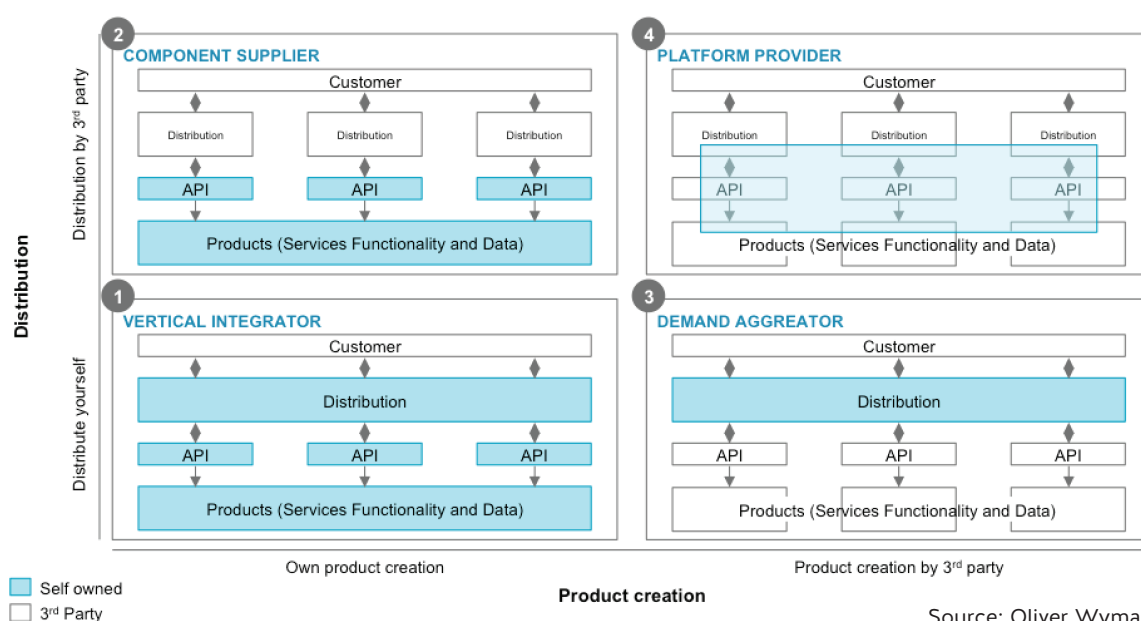 2
COMPONENT SUPPLIER
Customer
Distribution Distribution Distribution
API API API
Products (Services Functionality and Data)
4
PLATFORM PROVIDER
Customer
Distribution Distribution Distribution
API API API
Products (Services Functionality and Data)
1
VERTICAL INTEGRATOR
Customer
Distribution
API API API
Products (Services Functionality and Data)
3
DEMAND AGGREATOR
Customer
Distribution
API API API
Products (Services Functionality and Data)
Distribution
Distribution by 3rd party
Distribute yourself
Own product creation
Product creation by 3rd party
Product creation
Self owned
3rd Party
Source: Oliver Wyma